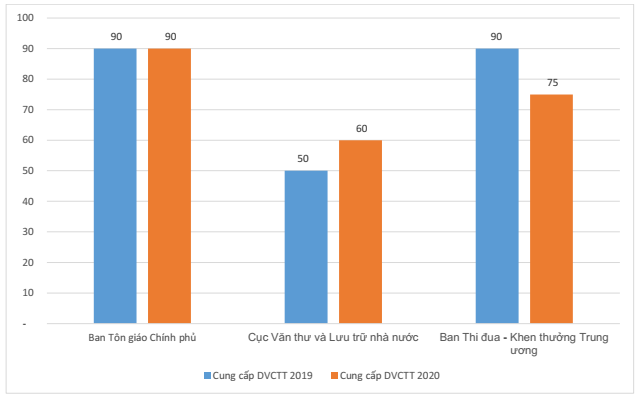 100
90
80
70
60
50
40
30
20
10
-
90
90
50
60
90
75
Ban Tôn giáo Chính phủ
Cục Văn thư và Lưu trữ nhà nước
Ban Thi đua - Khen thưởng Trung
ương
Cung cấp DVCTT 2019
Cung cấp DVCTT 2020